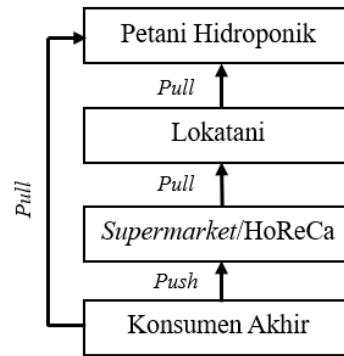 Petani Hidroponik
Pull
Lokatani
Pull
Pull
Supermarket/HoReCa
Push
Konsumen Akhir